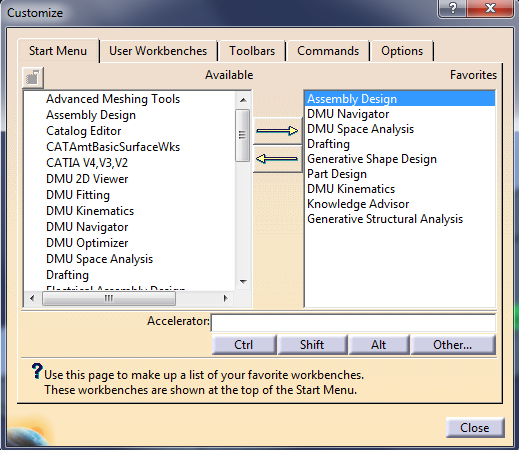 Customize
Start Menu
User Workbenches
Toolbars
Commands
Options
Available
Favorites
Advanced Meshing Tools
Assembly Design
Catalog Editor
CATAmtBasicSurfaceWks
CATIA V4,V3,V2
DMU 2D Viewer
DMU Fitting
DMU Kinematics
DMU Navigator
DMU Optimizer
DMU Space Analysis
Drafting
Electrical Assembly Design
Assembly Design
DMU Navigator
DMU Space Analysis
Drafting
Generative Shape Design
Part Design
DMU Kinematics
Knowledge Advisor
Generative Structural Analysis
Accelerator:
Ctrl
Shift
Alt
Other...
Use this page to make up a list of your favorite workbenches.
These workbenches are shown at the top of the Start Menu.
Close